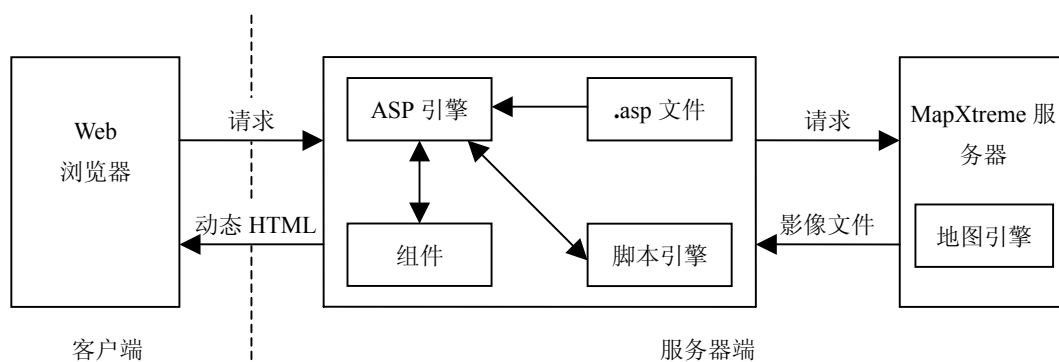 Web
浏览器
请求
动态 HTML
ASP 引擎
.asp 文件
组件
脚本引擎
请求
影像文件
MapXtreme 服
务器
地图引擎
客户端
服务器端